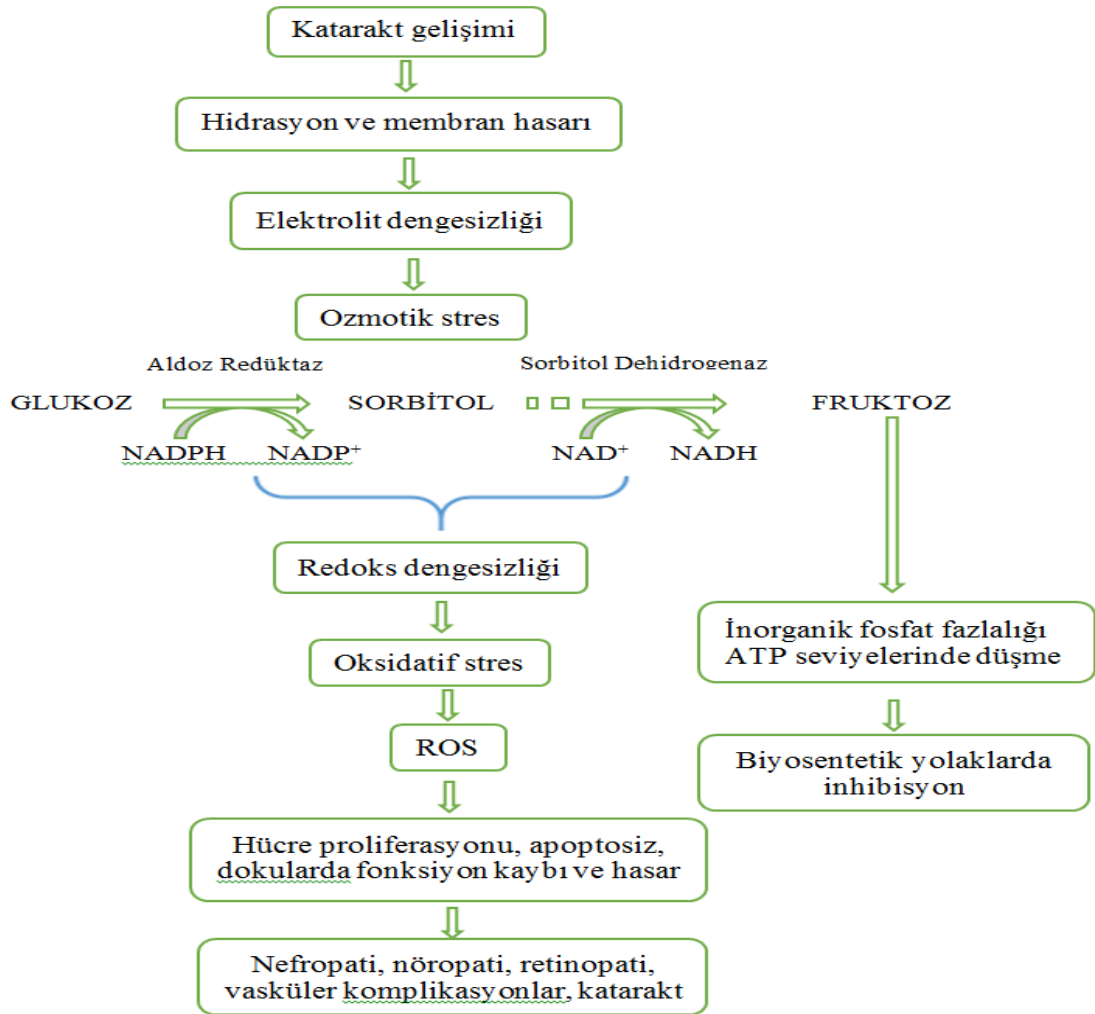 Katarakt gelişimi
Hidrasyon ve membran hasarı
Elektrolit dengesizliği
Ozmotik stres
Aldoz Redüktaz
Sorbitol Dehidrogenaz
GLUKOZ
SORBİTOL
FRUKTOZ
NADPH NADP⁺
NAD⁺ NADH
Redoks dengesizliği
Oksidatif stres
ROS
Hücre proliferasyonu, apoptosiz,
dokularda fonksiyon kaybı ve hasar
Nefropati, nöropati, retinopati,
vasküler komplikasyonlar, katarakt
İnorganik fosfat fazlalığı
ATP seviyelerinde düşme
Biyosentetik yolaklarda
inhibisyon